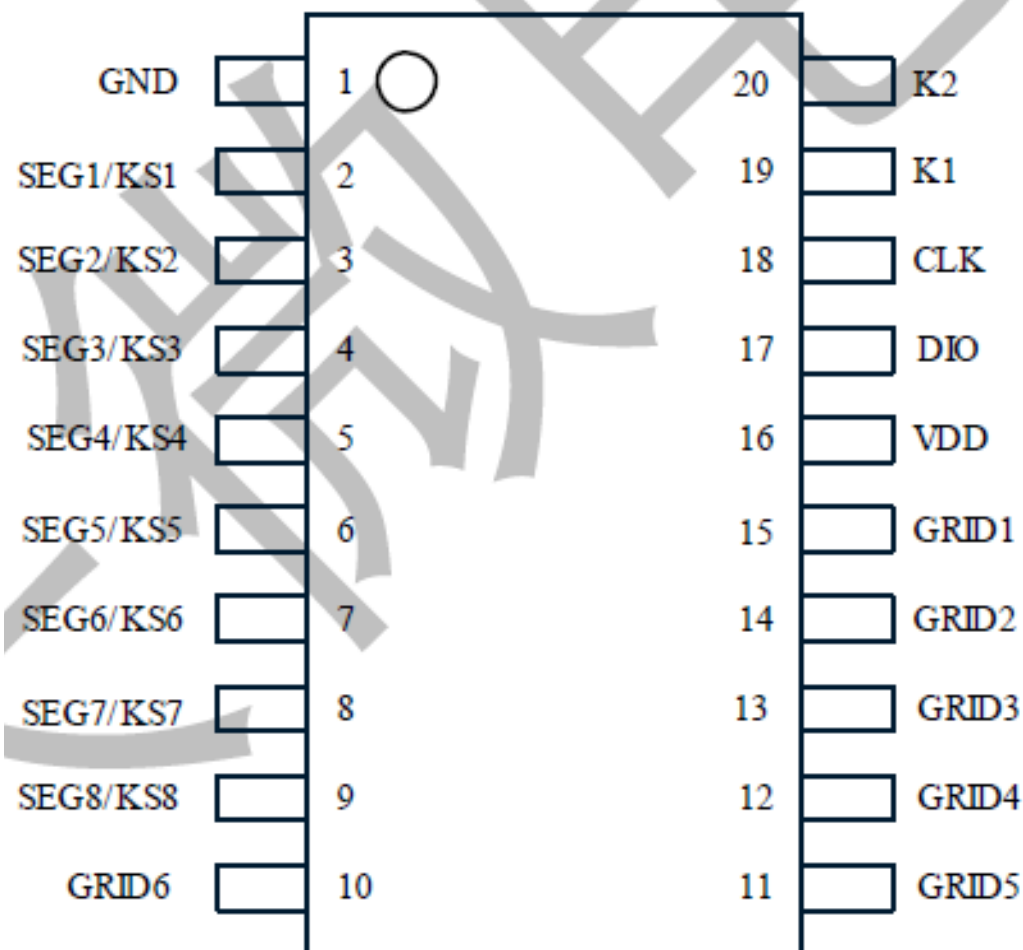 GND 1 20 K2
SEG1/KS1 2 19 K1
SEG2/KS2 3 18 CLK
SEG3/KS3 4 17 DIO
SEG4/KS4 5 16 VDD
SEG5/KS5 6 15 GRID1
SEG6/KS6 7 14 GRID2
SEG7/KS7 8 13 GRID3
SEG8/KS8 9 12 GRID4
GRID6 10 11 GRID5
微